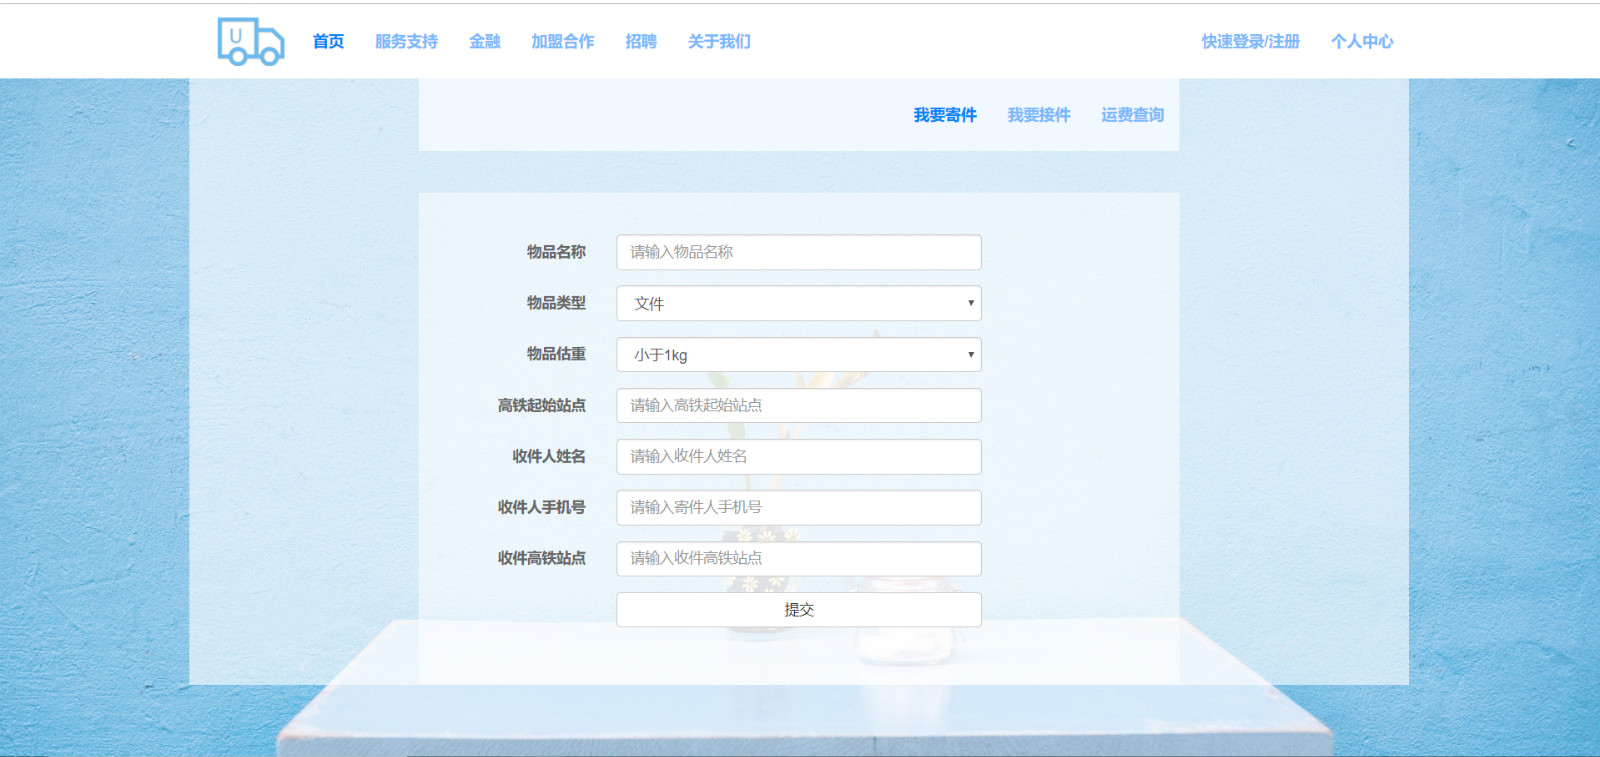 U 首页 服务支持 金融 加盟合作 招聘 关于我们 快速登录/注册 个人中心
我要寄件 我要接件 运费查询
物品名称 请输入物品名称
物品类型 文件
物品估重 小于1kg
高铁起始站点 请输入高铁起始站点
收件人姓名 请输入收件人姓名
收件人手机号 请输入寄件人手机号
收件高铁站点 请输入收件高铁站点
提交